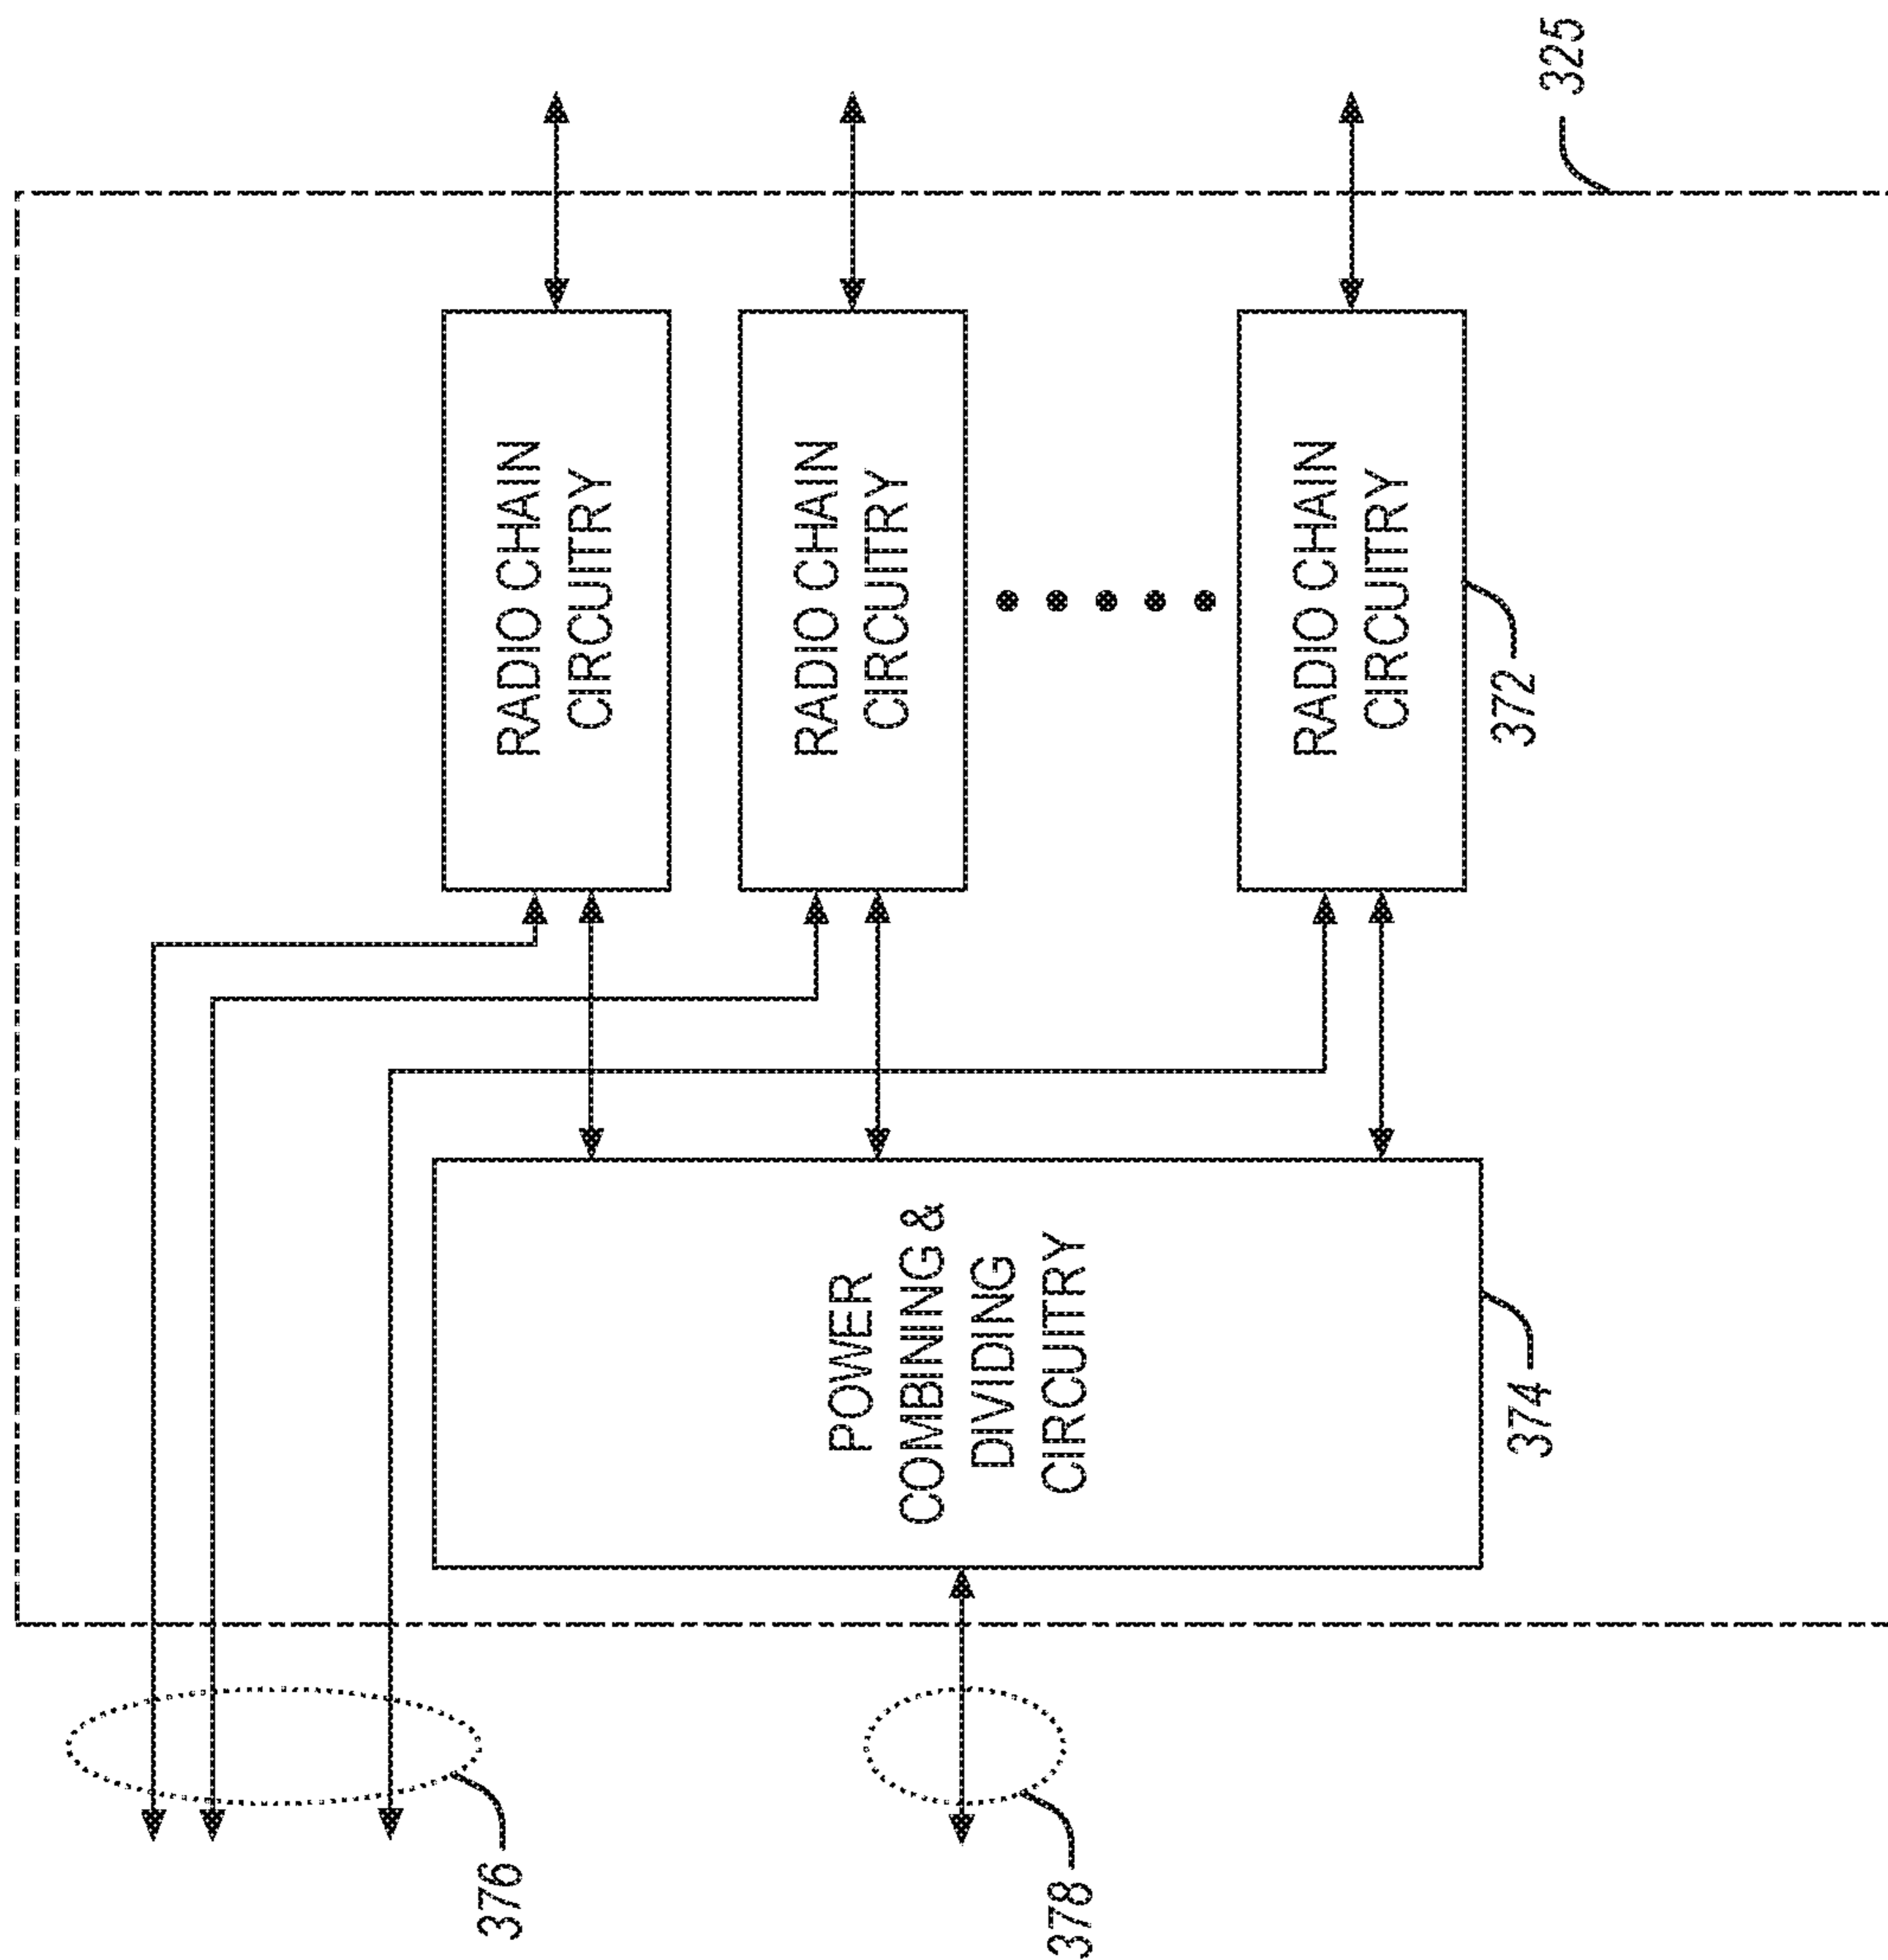 376
378
POWER
COMBINING &
DIVIDING
CIRCUITRY
374
RADIO CHAIN
CIRCUITRY
RADIO CHAIN
CIRCUITRY
RADIO CHAIN
CIRCUITRY
372
325